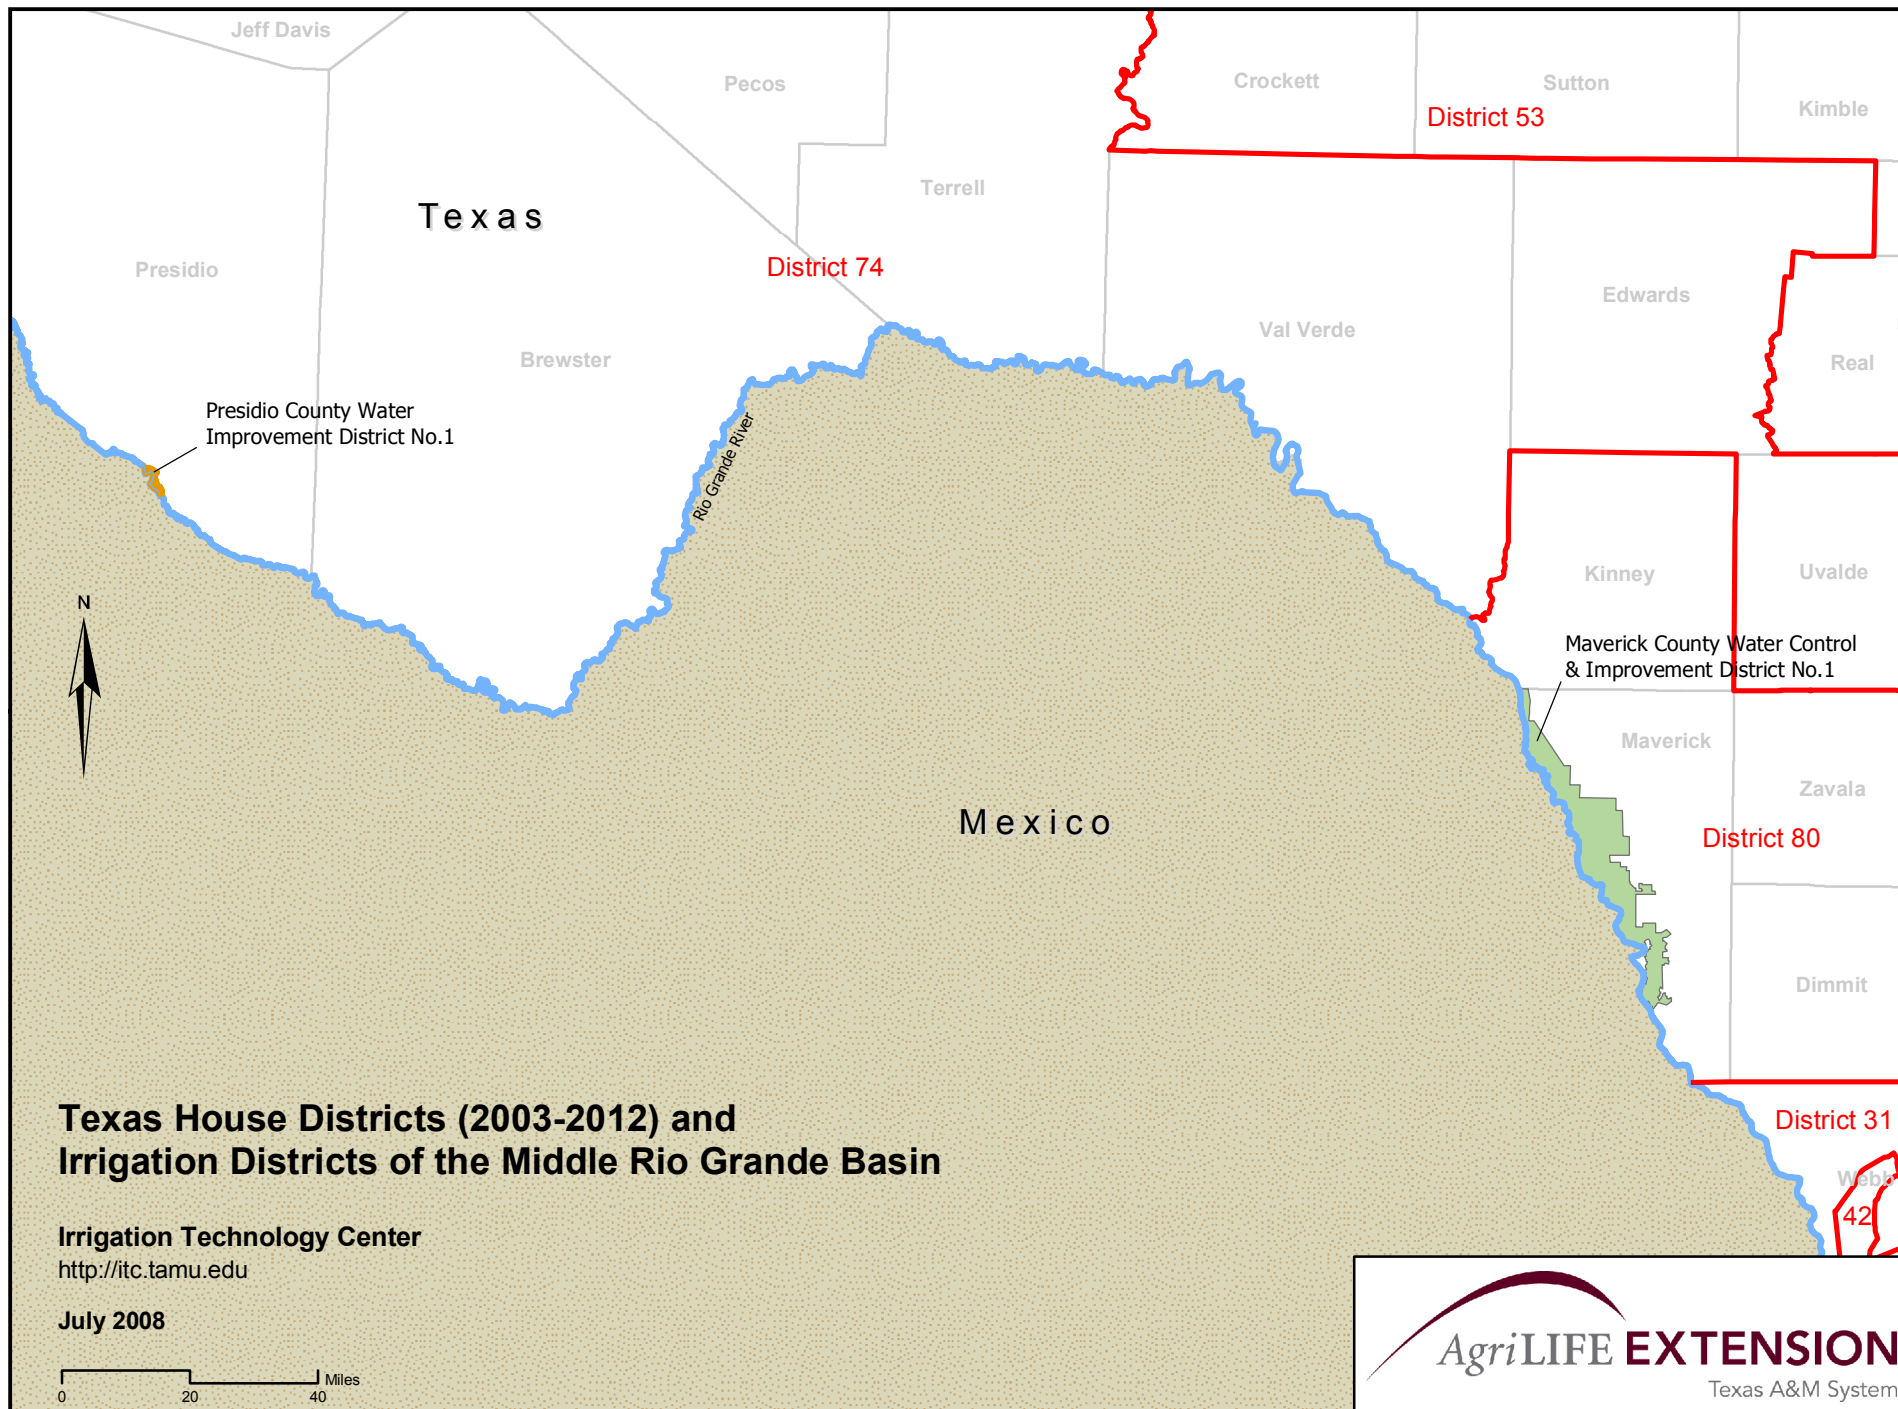 Jeff Davis
Pecos
Crockett
Sutton
Kimble
District 53
Terrell
Texas
Presidio
District 74
Edwards
Val Verde
Brewster
Real
Presidio County Water
Improvement District No.1
Rio Grande River
Kinney
Uvalde
N
Maverick County Water Control
& Improvement District No.1
Maverick
Zavala
Mexico
District 80
Dimmit
Texas House Districts (2003-2012) and
Irrigation Districts of the Middle Rio Grande Basin
District 31
Webb
42
Irrigation Technology Center
http://itc.tamu.edu
July 2008
AgriLIFE EXTENSION
Texas A&M System
Miles
0 20 40